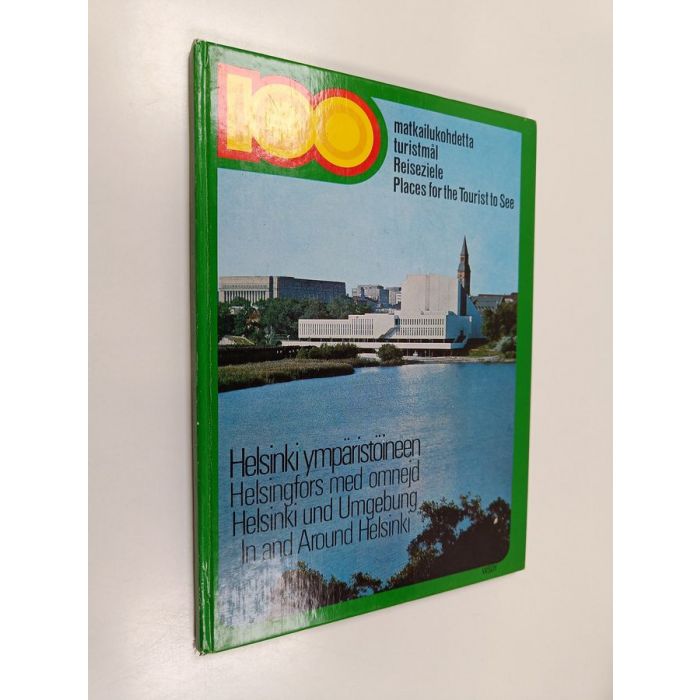 100
matkailukohdetta
turistmål
Reiseziele
Places for the Tourist to See
Helsinki ympäristöineen
Helsingfors med omnejd
Helsinki und Umgebung
In and Around Helsinki
WSOY